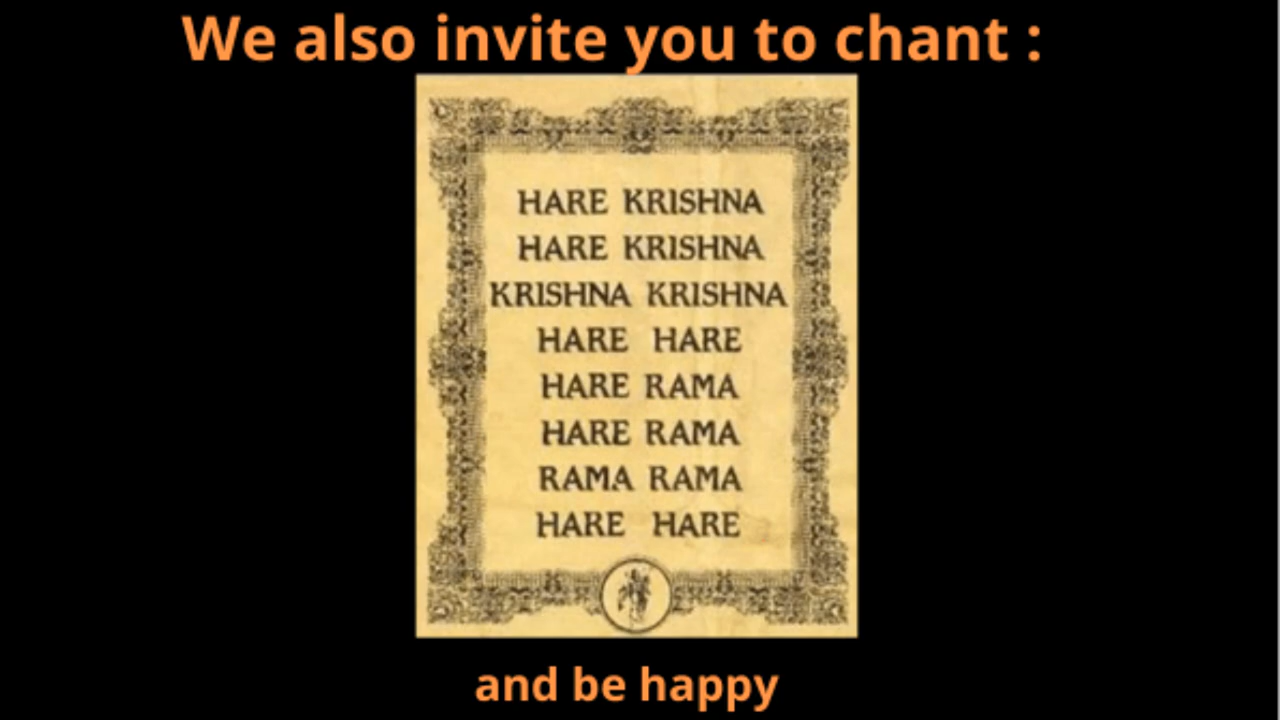 We also invite you to chant :
HARE KRISHNA
HARE KRISHNA
KRISHNA KRISHNA
HARE HARE
HARE RAMA
HARE RAMA
RAMA RAMA
HARE HARE
and be happy